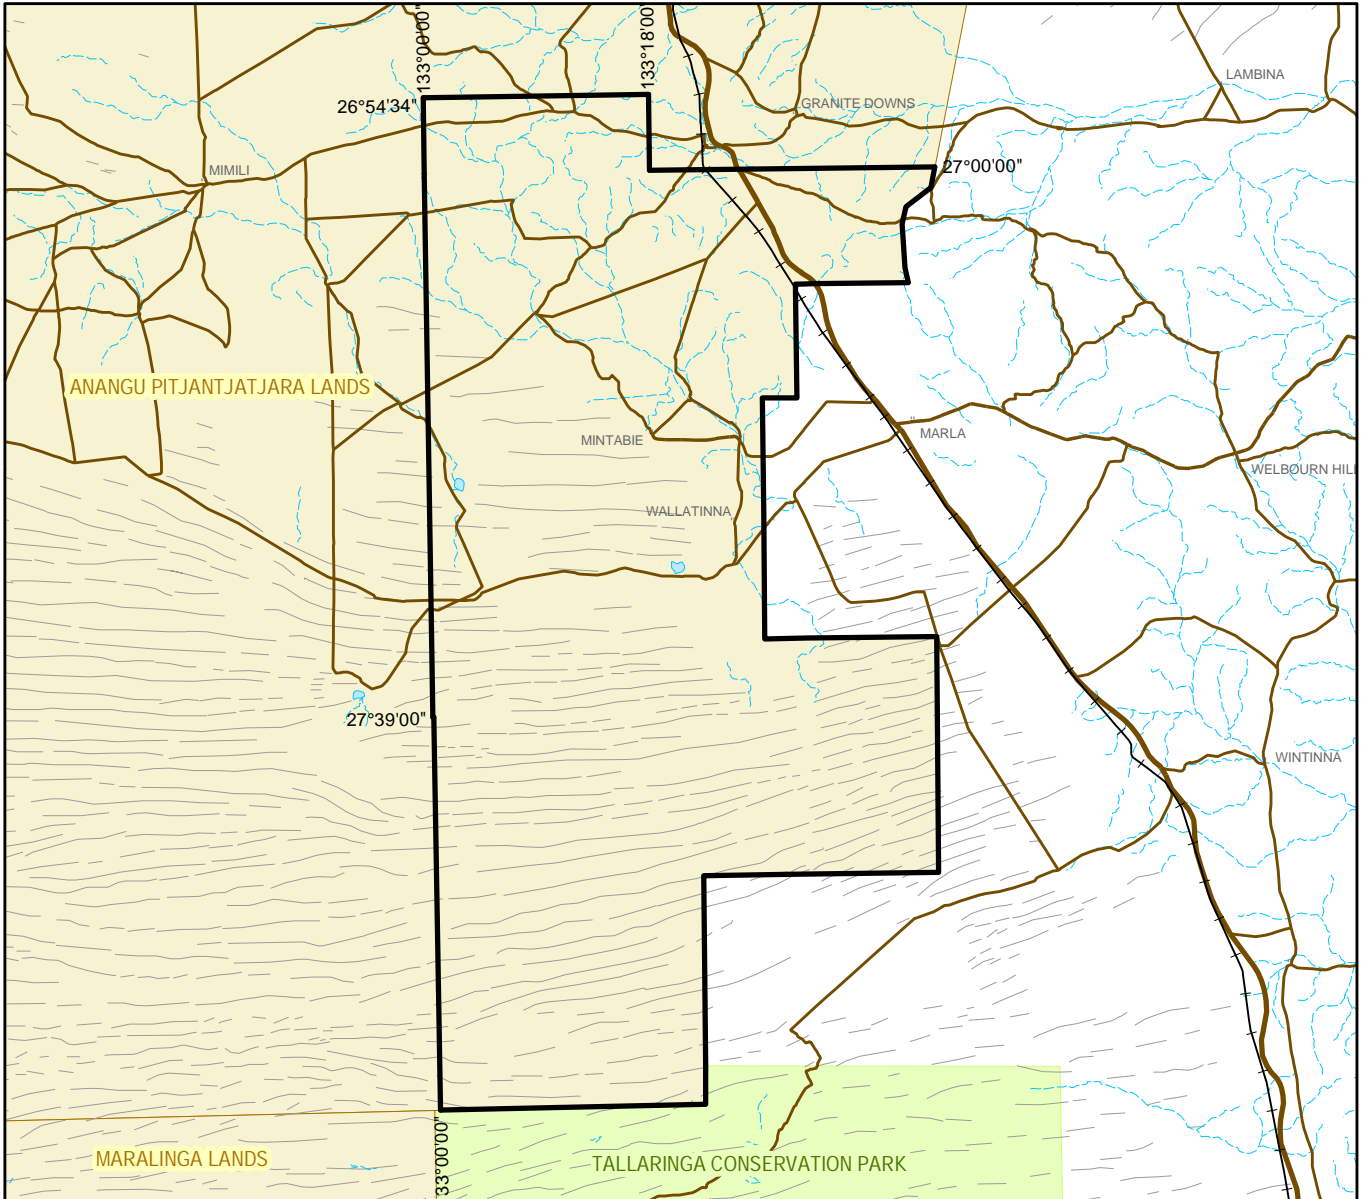 133°00'00"
133°18'00"
LAMBINA
26°54'34"
GRANITE DOWNS
MIMILI
27°00'00"
ANANGU PITJANTJATJARA LANDS
MINTABIE
MARLA
WELBOURN HILL
WALLATINNA
27°39'00"
WINTINNA
33°00'00"
MARALINGA LANDS
TALLARINGA CONSERVATION PARK